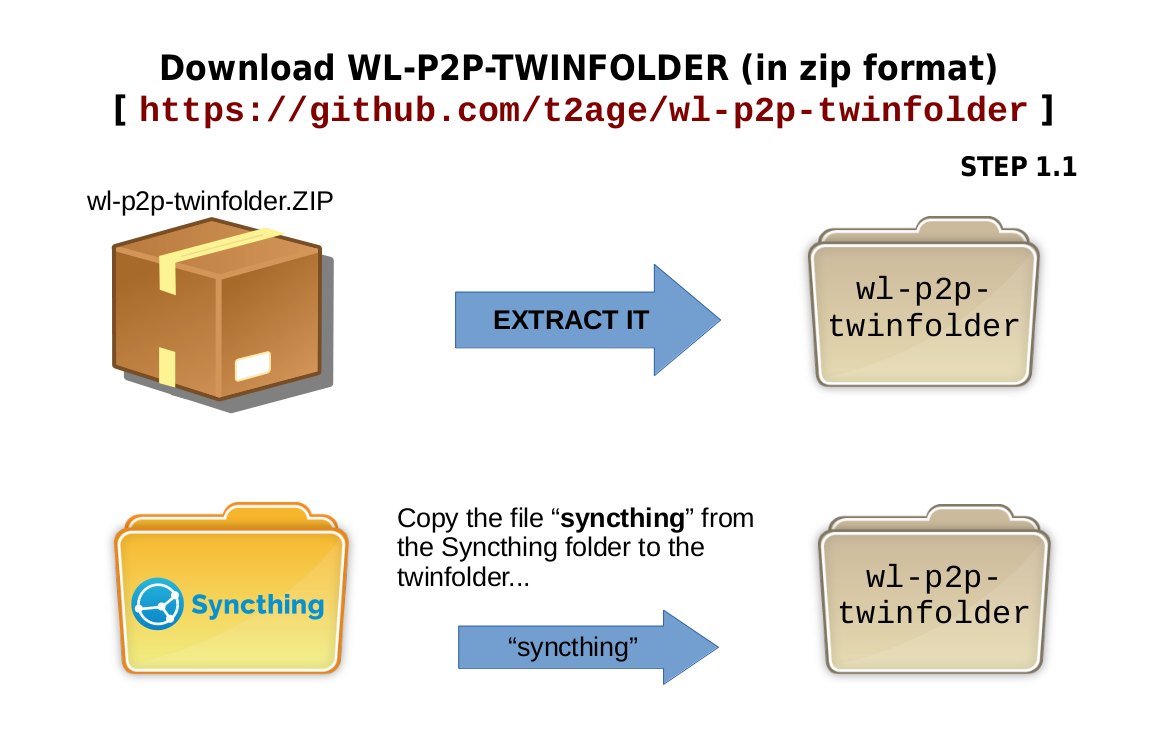 Download WL-P2P-TWINFOLDER (in zip format)
[ https://github.com/t2age/wl-p2p-twinfolder ]
STEP 1.1
wl-p2p-twinfolder.ZIP
EXTRACT IT
wl-p2p-
twinfolder
Syncthing
Copy the file “syncthing” from
the Syncthing folder to the
twinfolder...
“syncthing”
wl-p2p-
twinfolder